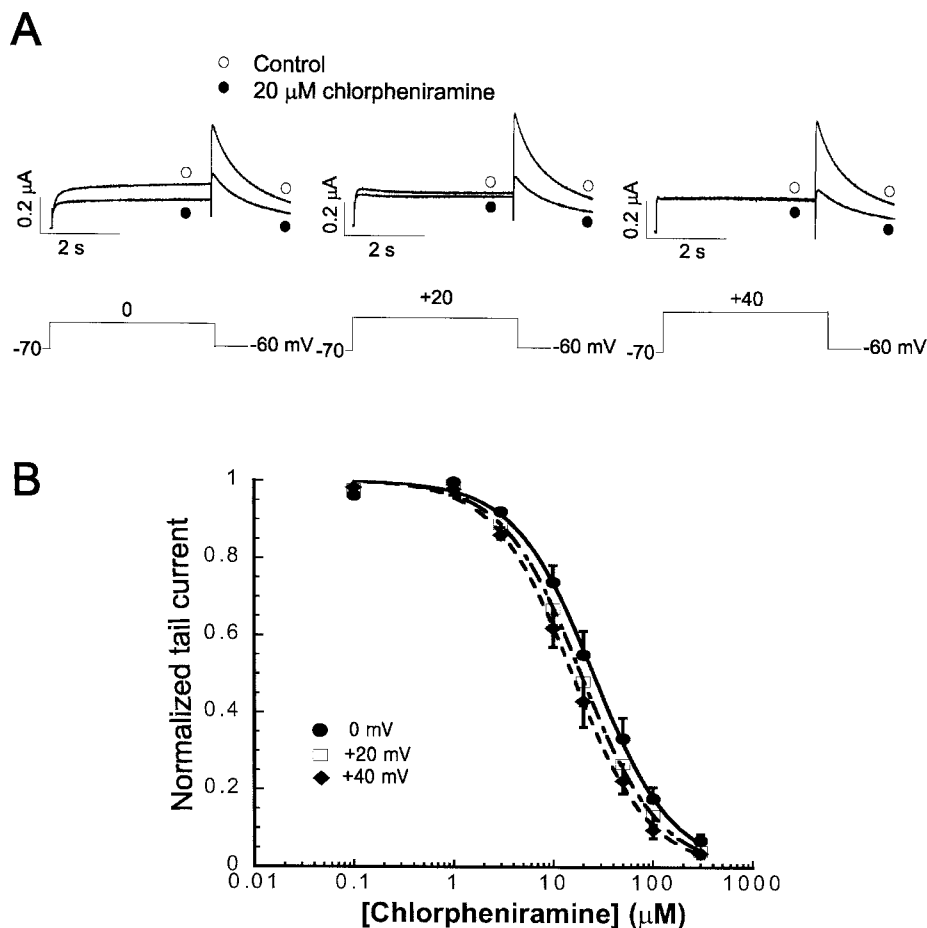 A
○ Control
● 20 μM chlorpheniramine
0.2 μA
2 s
0.2 μA
2 s
0.2 μA
2 s
0
-70
-60 mV
+20
-70
-60 mV
+40
-70
-60 mV
B
Normalized tail current
1
0.8
0.6
0.4
0.2
0
0 mV
+20 mV
+40 mV
0.01
0.1
1
10
100
1000
[Chlorpheniramine] (μM)